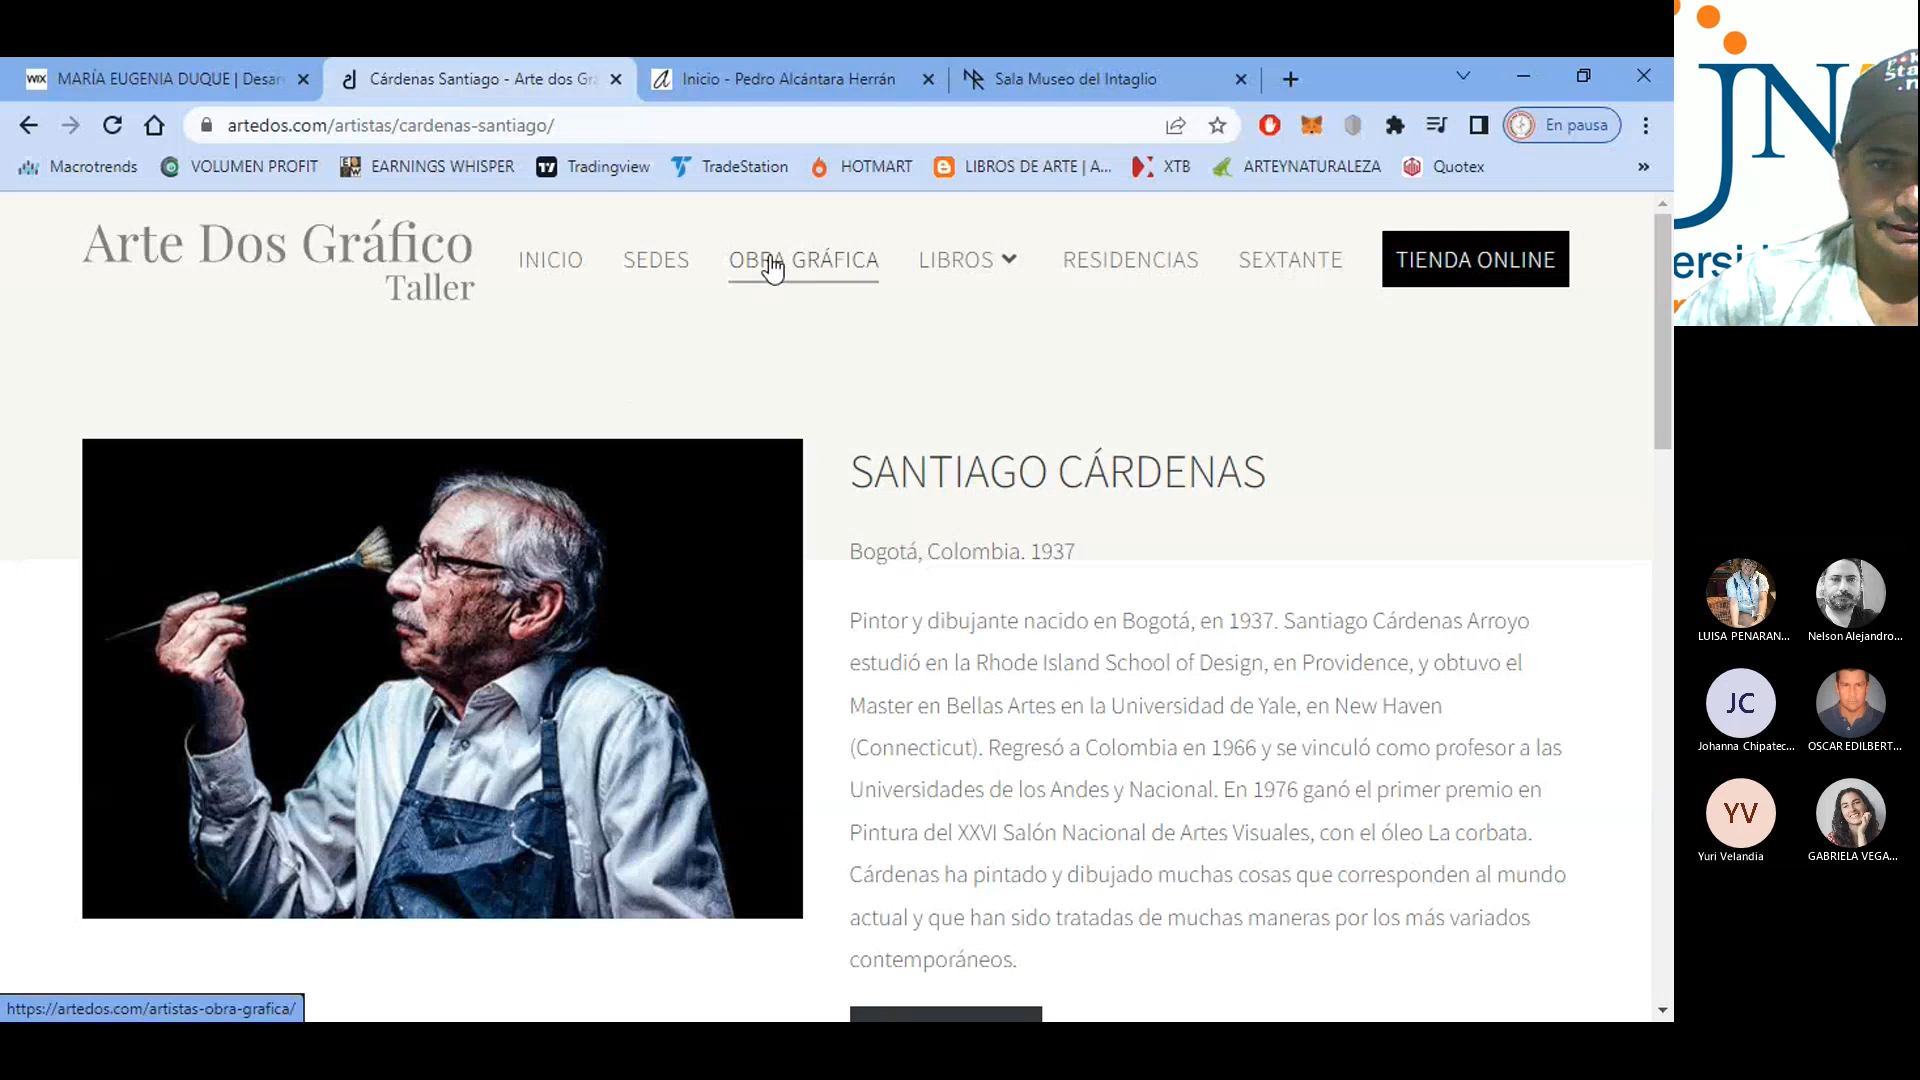 WIX MARÍA EUGENIA DUQUE | Desar
Cárdenas Santiago - Arte dos Gr
Inicio - Pedro Alcántara Herrán
Sala Museo del Intaglio
artedos.com/artistas/cardenas-santiago/
En pausa
Macrotrends
VOLUMEN PROFIT
EARNINGS WHISPER
Tradingview
TradeStation
HOTMART
LIBROS DE ARTE | A...
XTB
ARTEYNATURALEZA
Quotex
»
Arte Dos Gráfico
Taller
INICIO
SEDES
OBRA GRÁFICA
LIBROS
RESIDENCIAS
SEXTANTE
TIENDA ONLINE
SANTIAGO CÁRDENAS
Bogotá, Colombia. 1937
Pintor y dibujante nacido en Bogotá, en 1937. Santiago Cárdenas Arroyo
estudió en la Rhode Island School of Design, en Providence, y obtuvo el
Master en Bellas Artes en la Universidad de Yale, en New Haven
(Connecticut). Regresó a Colombia en 1966 y se vinculó como profesor a las
Universidades de los Andes y Nacional. En 1976 ganó el primer premio en
Pintura del XXVI Salón Nacional de Artes Visuales, con el óleo La corbata.
Cárdenas ha pintado y dibujado muchas cosas que corresponden al mundo
actual y que han sido tratadas de muchas maneras por los más variados
contemporáneos.
https://artedos.com/artistas-obra-grafica/
JN
ersi
LUISA PENARAN...
Nelson Alejandro...
JC
Johanna Chipatec...
OSCAR EDILBERT...
YV
Yuri Velandia
GABRIELA VEGA...